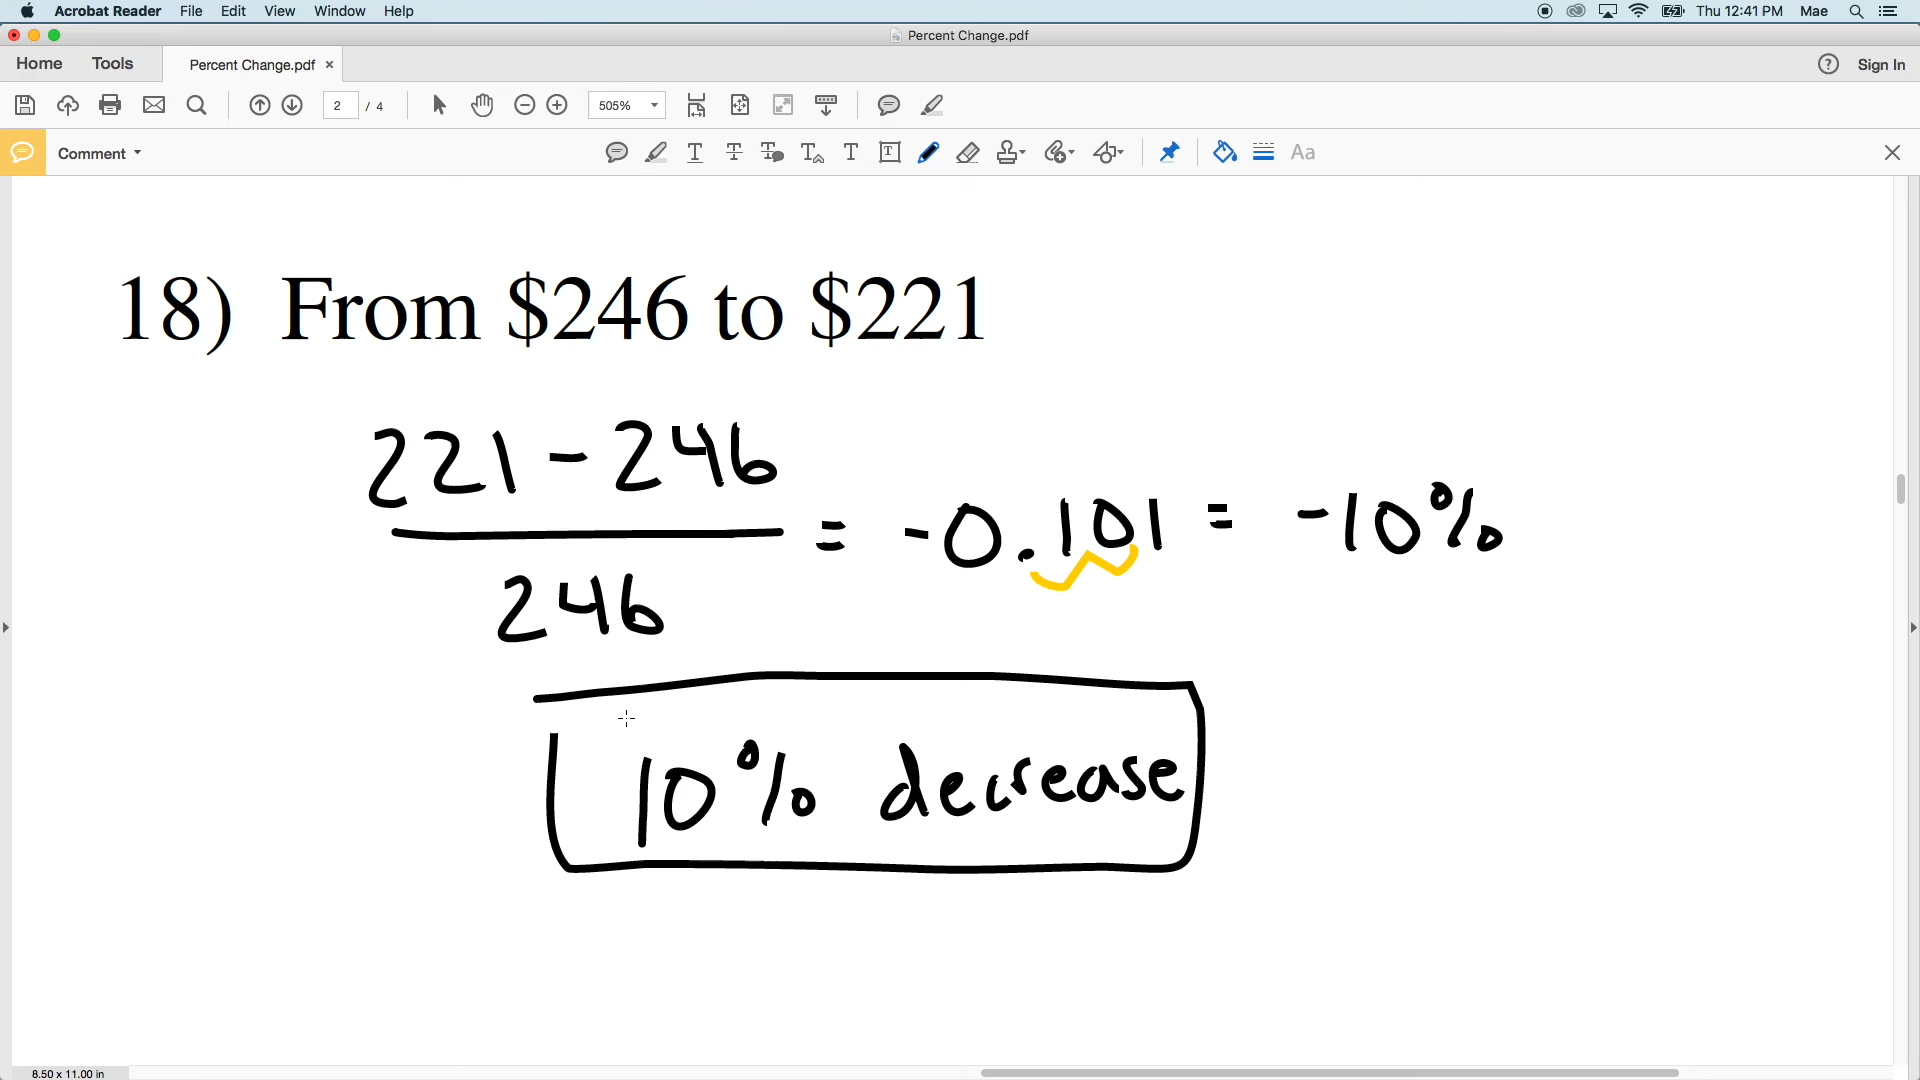 Acrobat Reader File Edit View Window Help Thu 12:41 PM Mae
Percent Change.pdf
Home Tools Percent Change.pdf × ? Sign In
2 / 4 505%
Comment T T T T T T Aa
18) From $246 to $221
221 - 246
246
= -0.101 = -10%
10% decrease
8.50 x 11.00 in